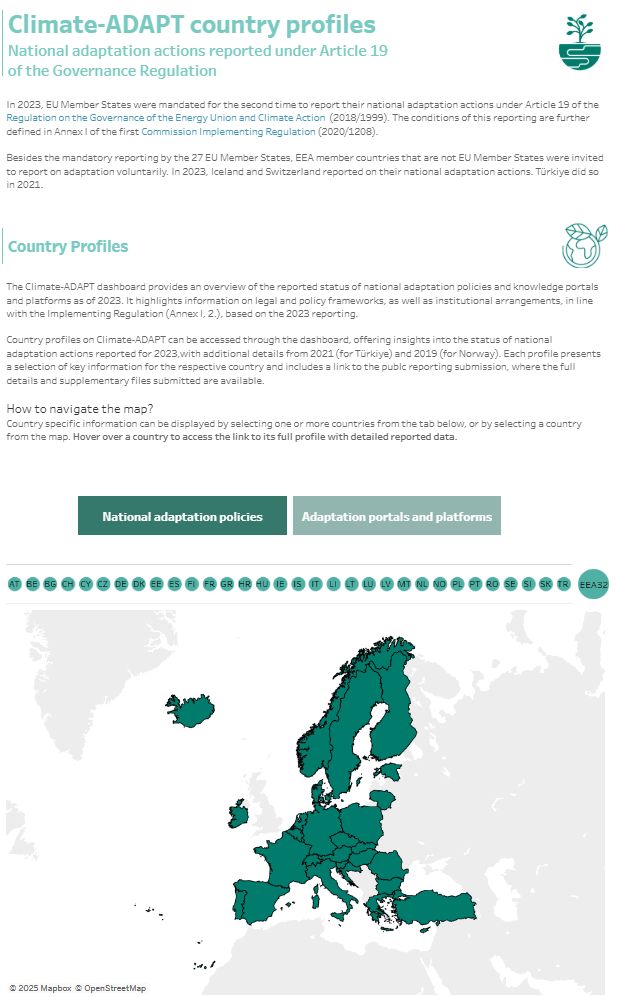 Climate-ADAPT country profiles
National adaptation actions reported under Article 19
of the Governance Regulation
In 2023, EU Member States were mandated for the second time to report their national adaptation actions under Article 19 of the
Regulation on the Governance of the Energy Union and Climate Action (2018/1999). The conditions of this reporting are further
defined in Annex I of the first Commission Implementing Regulation (2020/1208).
Besides the mandatory reporting by the 27 EU Member States, EEA member countries that are not EU Member States were invited
to report on adaptation voluntarily. In 2023, Iceland and Switzerland reported on their national adaptation actions. Türkiye did so
in 2021.
Country Profiles
The Climate-ADAPT dashboard provides an overview of the reported status of national adaptation policies and knowledge portals
and platforms as of 2023. It highlights information on legal and policy frameworks, as well as institutional arrangements, in line
with the Implementing Regulation (Annex I, 2.), based on the 2023 reporting.
Country profiles on Climate-ADAPT can be accessed through the dashboard, offering insights into the status of national
adaptation actions reported for 2023,with additional details from 2021 (for Türkiye) and 2019 (for Norway). Each profile presents
a selection of key information for the respective country and includes a link to the publc reporting submission, where the full
details and supplementary files submitted are available.
How to navigate the map?
Country specific information can be displayed by selecting one or more countries from the tab below, or by selecting a country
from the map. Hover over a country to access the link to its full profile with detailed reported data.
National adaptation policies Adaptation portals and platforms
AT BE BG CH CY CZ DE DK EE ES FI FR GR HR HU IE IS IT LI LT LU LV MT NL NO PL PT RO SE SI SK TR EEA32
© 2025 Mapbox © OpenStreetMap